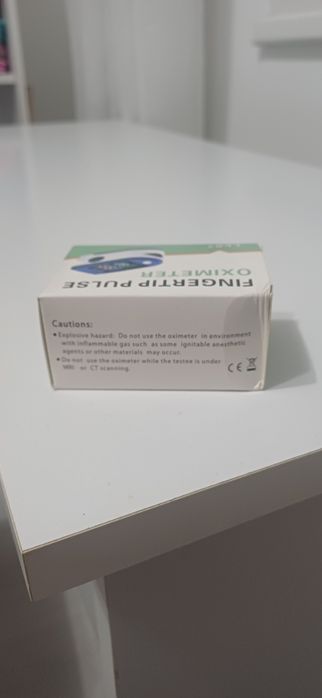 FINGERTIP PULSE
OXIMETER
Cautions:
• Explosive hazard: Do not use the oximeter in environment
with inflammable gas such as some ignitable anesthetic
agents or other materials may occur.
• Do not use the oximeter while the testee is under
MRI or CT scanning.
CE